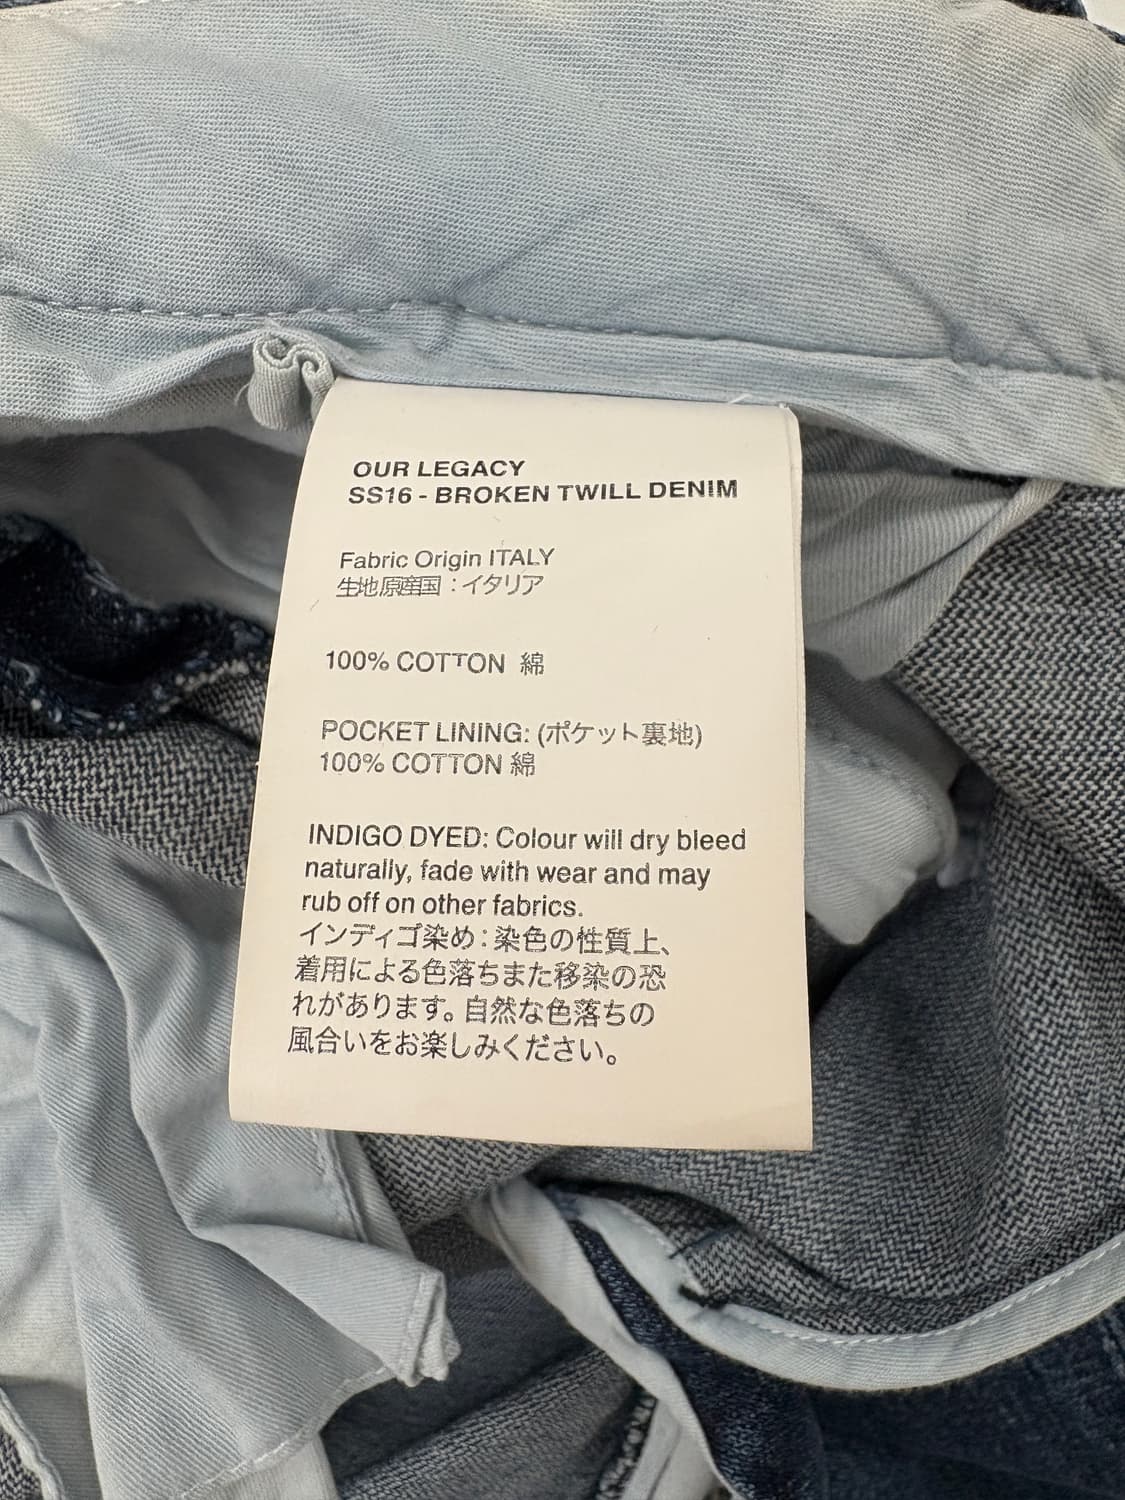 OUR LEGACY
SS16 - BROKEN TWILL DENIM
Fabric Origin ITALY
生地原産国：イタリア
100% COTTON 綿
POCKET LINING: (ポケット裏地)
100% COTTON 綿
INDIGO DYED: Colour will dry bleed
naturally, fade with wear and may
rub off on other fabrics.
インディゴ染め：染色の性質上、
着用による色落ちまた移染の恐
れがあります。自然な色落ちの
風合いをお楽しみください。